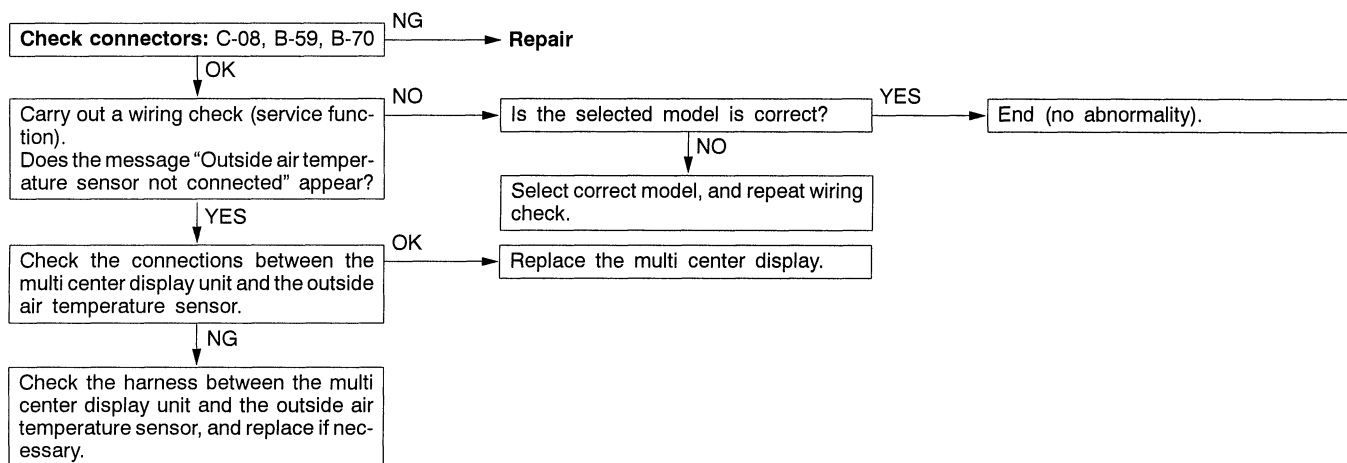 NG
Check connectors: C-08, B-59, B-70
Repair
OK
Carry out a wiring check (service func-
tion).
Does the message “Outside air temper-
ature sensor not connected” appear?
NO
Is the selected model is correct?
YES
End (no abnormality).
NO
Select correct model, and repeat wiring
check.
YES
Check the connections between the
multi center display unit and the outside
air temperature sensor.
OK
Replace the multi center display.
NG
Check the harness between the multi
center display unit and the outside air
temperature sensor, and replace if nec-
essary.